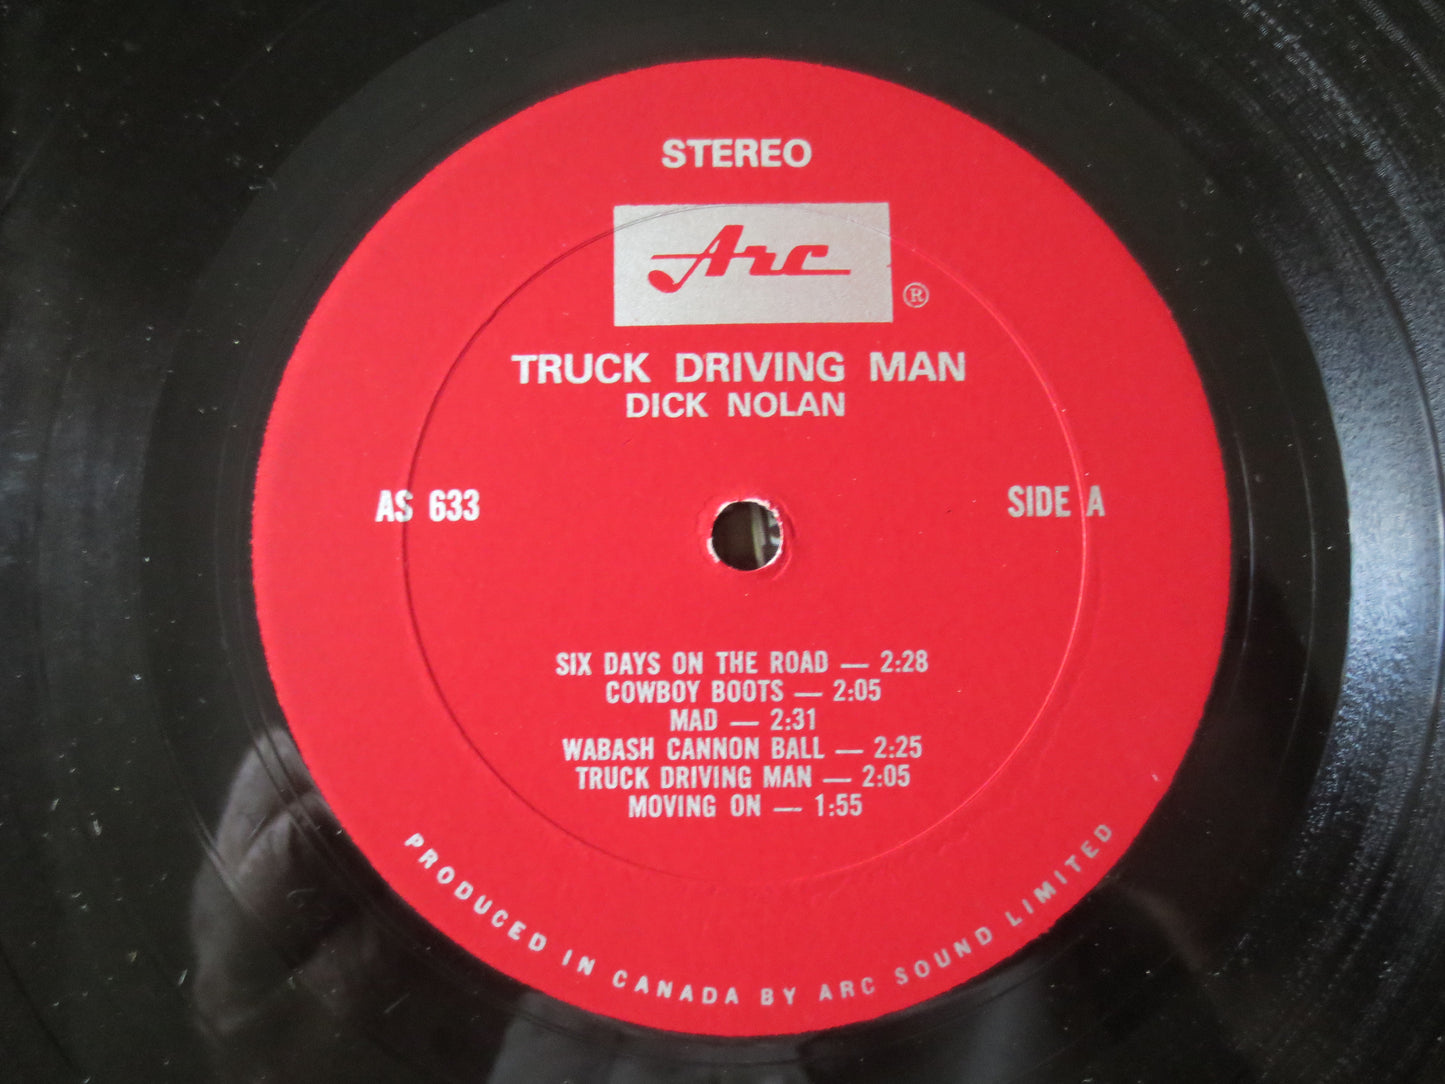 STEREO
Arc
®
TRUCK DRIVING MAN
DICK NOLAN
AS 633
SIDE A
SIX DAYS ON THE ROAD — 2:28
COWBOY BOOTS — 2:05
MAD — 2:31
WABASH CANNON BALL — 2:25
TRUCK DRIVING MAN — 2:05
MOVING ON — 1:55
PRODUCED IN CANADA BY ARC SOUND LIMITED